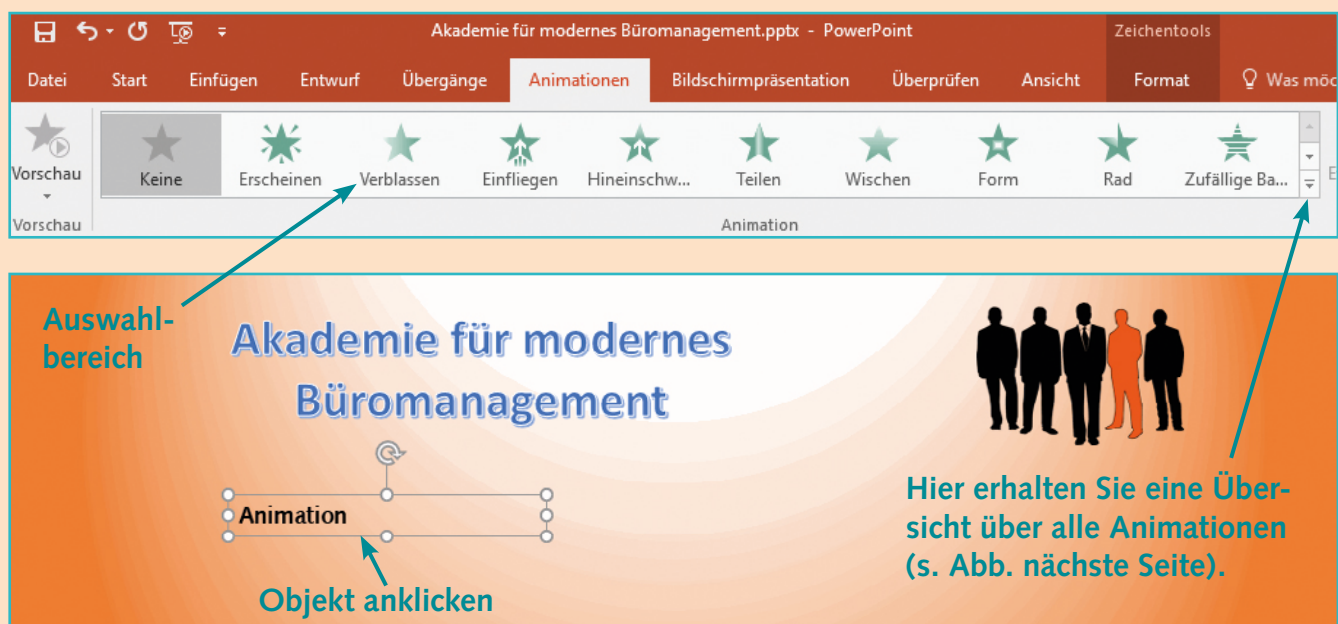 Akademie für modernes Büromanagement.pptx - PowerPoint
Zeichentools
Datei Start Einfügen Entwurf Übergänge Animationen Bildschirmpräsentation Überprüfen Ansicht Format Was möc
Vorschau
Keine Erscheinen Verblassen Einfliegen Hineinschw... Teilen Wischen Form Rad Zufällige Ba... E
Vorschau Animation
Auswahl-
bereich
Akademie für modernes
Büromanagement
Animation
Objekt anklicken
Hier erhalten Sie eine Über-
sicht über alle Animationen
(s. Abb. nächste Seite).